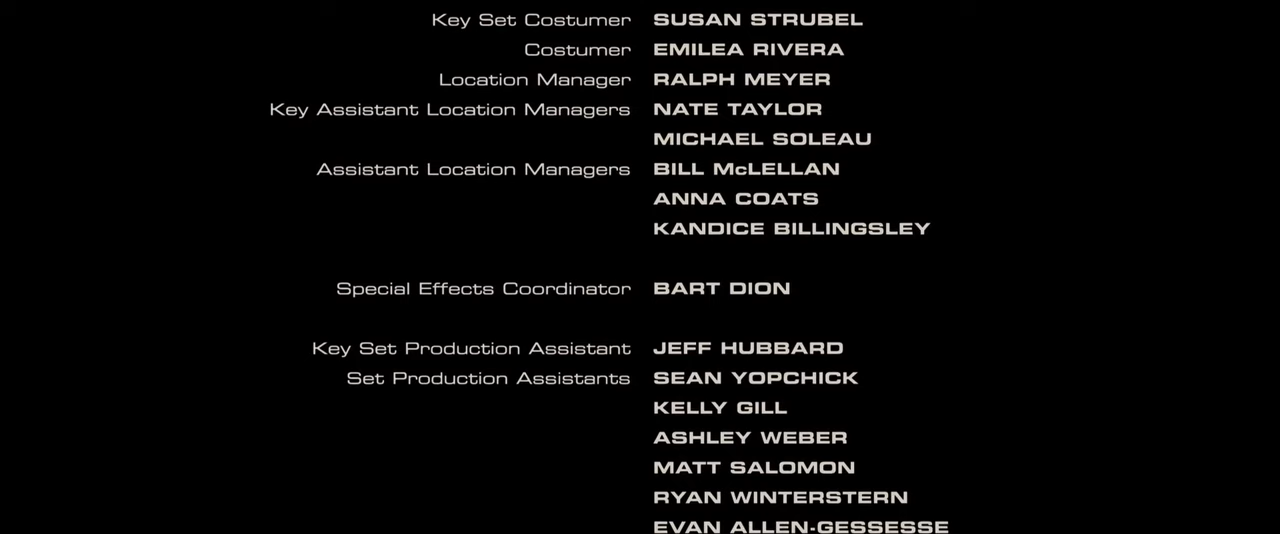 Key Set Costumer SUSAN STRUBEL
Costumer EMILEA RIVERA
Location Manager RALPH MEYER
Key Assistant Location Managers NATE TAYLOR
MICHAEL SOLEAU
Assistant Location Managers BILL McLELLAN
ANNA COATS
KANDICE BILLINGSLEY
Special Effects Coordinator BART DION
Key Set Production Assistant JEFF HUBBARD
Set Production Assistants SEAN YOPCHICK
KELLY GILL
ASHLEY WEBER
MATT SALOMON
RYAN WINTERSTERN
EVAN ALLEN-GESSESSE